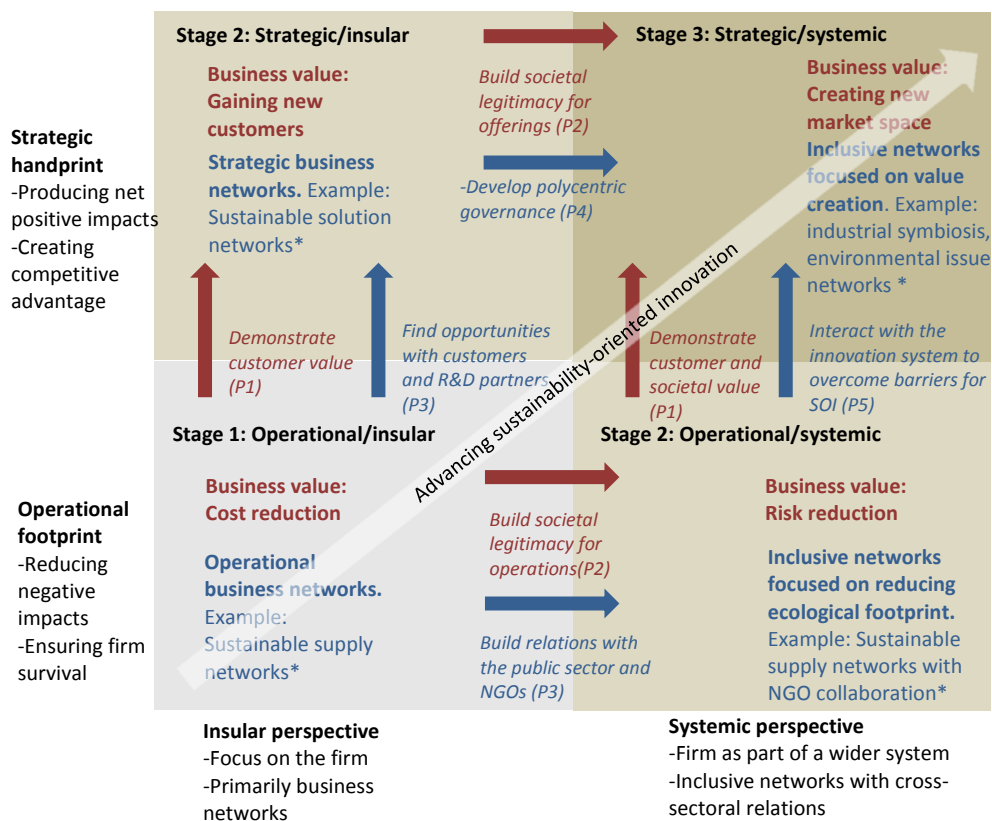 Stage 2: Strategic/insular
Business value:
Gaining new
customers
Strategic business
networks. Example:
Sustainable solution
networks*
Build societal
legitimacy for
offerings (P2)
-Develop polycentric
governance (P4)
Stage 3: Strategic/systemic
Business value:
Creating new
market space
Inclusive networks
focused on value
creation. Example:
industrial symbiosis,
environmental issue
networks *
Strategic
handprint
-Producing net
positive impacts
-Creating
competitive
advantage
Demonstrate
customer value
(P1)
Find opportunities
with customers
and R&D partners
(P3)
Demonstrate
customer and
societal value
(P1)
Interact with the
innovation system to
overcome barriers for
SOI (P5)
Advancing sustainability-oriented innovation
Stage 1: Operational/insular
Business value:
Cost reduction
Operational
business networks.
Example:
Sustainable supply
networks*
Build societal
legitimacy for
operations(P2)
Build relations with
the public sector and
NGOs (P3)
Stage 2: Operational/systemic
Business value:
Risk reduction
Inclusive networks
focused on reducing
ecological footprint.
Example: Sustainable
supply networks with
NGO collaboration*
Operational
footprint
-Reducing
negative
impacts
-Ensuring firm
survival
Insular perspective
-Focus on the firm
-Primarily business
networks
Systemic perspective
-Firm as part of a wider system
-Inclusive networks with cross-
sectoral relations